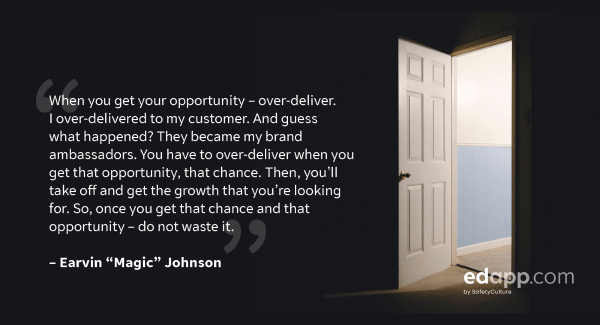 “
When you get your opportunity – over-deliver.
I over-delivered to my customer. And guess
what happened? They became my brand
ambassadors. You have to over-deliver when you
get that opportunity, that chance. Then, you’ll
take off and get the growth that you’re looking
for. So, once you get that chance and that
opportunity – do not waste it.
”
– Earvin “Magic” Johnson
edapp.com
by SafetyCulture